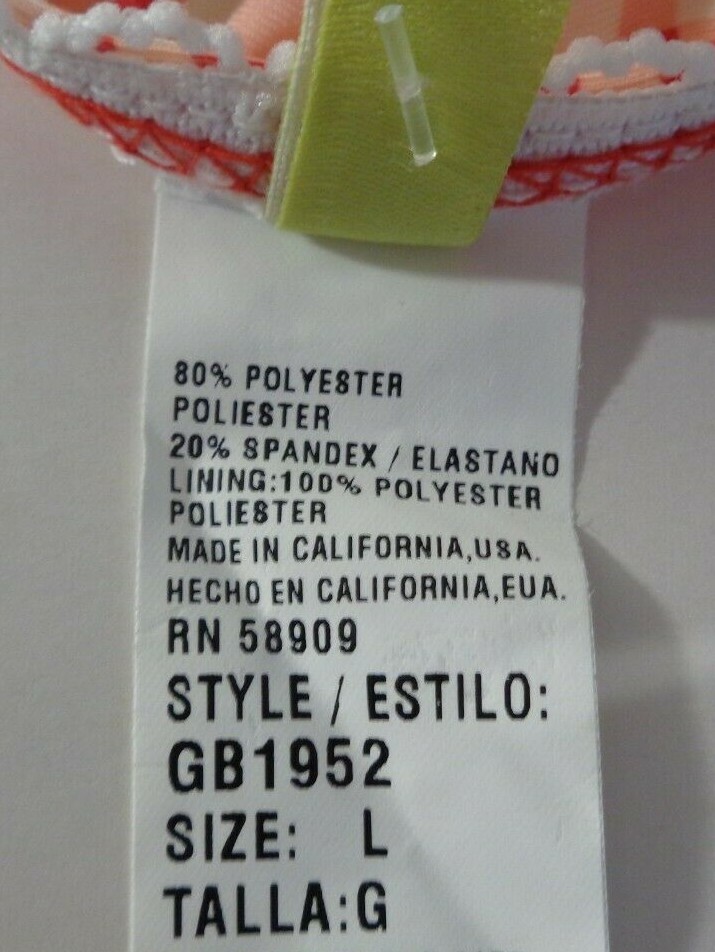 80% POLYESTER
POLIESTER
20% SPANDEX / ELASTANO
LINING:100% POLYESTER
POLIESTER
MADE IN CALIFORNIA,USA.
HECHO EN CALIFORNIA,EUA.
RN 58909
STYLE / ESTILO:
GB1952
SIZE: L
TALLA:G